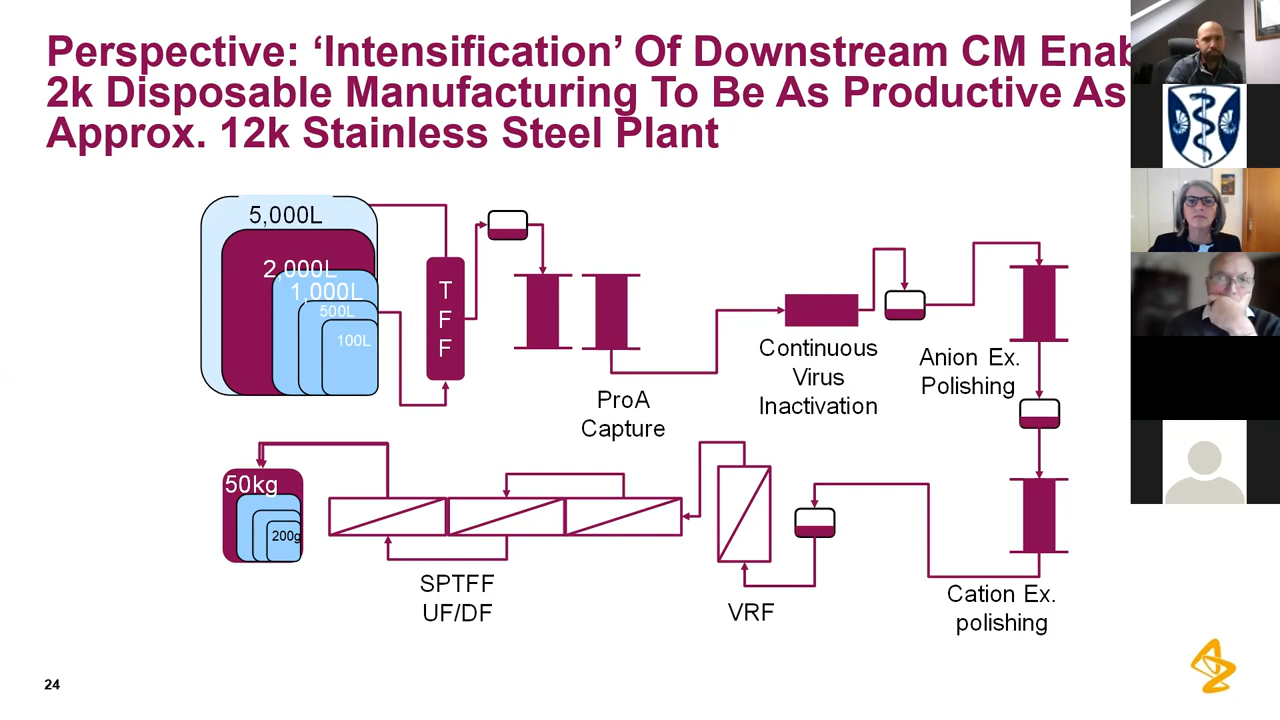 Perspective: ‘Intensification’ Of Downstream CM Enab
2k Disposable Manufacturing To Be As Productive As
Approx. 12k Stainless Steel Plant
5,000L
2,000L
1,000L
500L
100L
T
F
F
ProA
Capture
Continuous
Virus
Inactivation
Anion Ex.
Polishing
50kg
200g
SPTFF
UF/DF
VRF
Cation Ex.
polishing
24